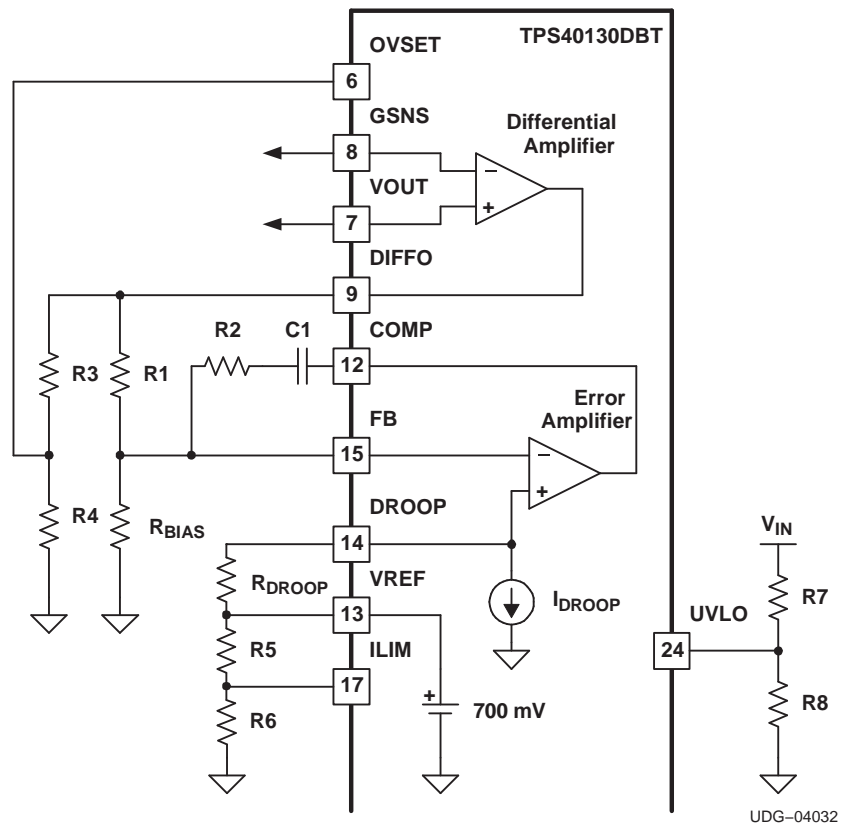 TPS40130DBT
OVSET
6
GSNS
8
Differential
Amplifier
−
+
VOUT
7
DIFFO
9
COMP
R2
C1
12
R3
R1
Error
Amplifier
FB
15
−
+
DROOP
R4
RBIAS
14
VIN
RDROOP
VREF
IDROOP
R7
13
UVLO
R5
ILIM
24
17
+
700 mV
R6
R8
UDG−04032